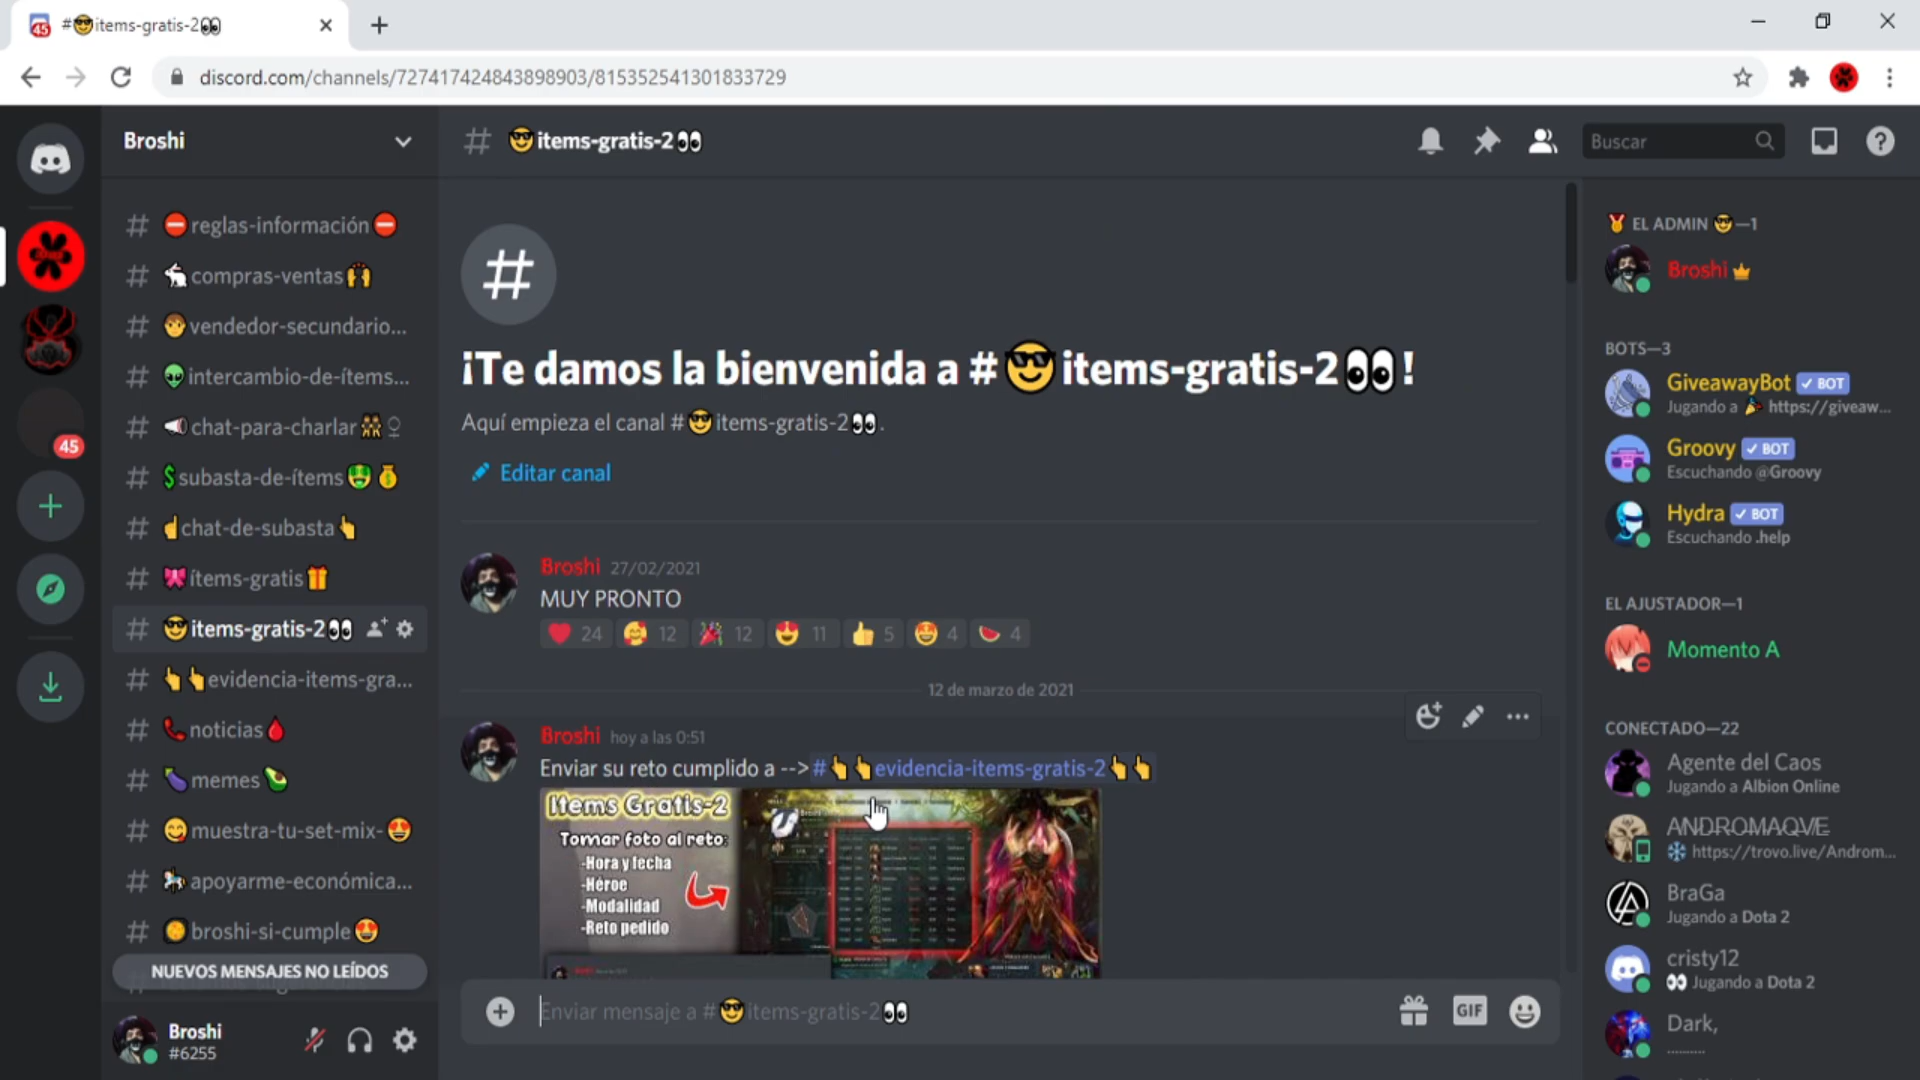 45
#😎items-gratis-2👀
discord.com/channels/727417424843898903/815352541301833729
Broshi
# 😎items-gratis-2👀
Buscar
45
# ⛔reglas-información⛔
# 🐇compras-ventas🙌
# 👦vendedor-secundario...
# 👽intercambio-de-ítems...
# 📢chat-para-charlar👯♀
# 💲subasta-de-ítems🤑💰
# ☝chat-de-subasta👆
# 🎀ítems-gratis🎁
# 😎items-gratis-2👀
# 👆👆evidencia-items-gra...
# 📞noticias🩸
# 🍆memes🥑
# 😋muestra-tu-set-mix-😍
# 🎠apoyarme-económica...
# 🥘broshi-si-cumple😍
NUEVOS MENSAJES NO LEÍDOS
Broshi
#6255
#
¡Te damos la bienvenida a #😎items-gratis-2👀!
Aquí empieza el canal #😎items-gratis-2👀.
Editar canal
Broshi 27/02/2021
MUY PRONTO
❤ 24 🥰 12 🎉 12 😍 11 👍 5 🤩 4 🍉 4
12 de marzo de 2021
Broshi hoy a las 0:51
Enviar su reto cumplido a -->#👆👆evidencia-items-gratis-2👆👆
Items Gratis-2
Tomar foto al reto:
-Hora y fecha
-Héroe
-Modalidad
-Reto pedido
Enviar mensaje a #😎items-gratis-2👀
GIF
🏅 EL ADMIN 😎—1
Broshi
BOTS—3
GiveawayBot ✓ BOT
Jugando a 🎉 https://giveaw...
Groovy ✓ BOT
Escuchando @Groovy
Hydra ✓ BOT
Escuchando .help
EL AJUSTADOR—1
Momento A
CONECTADO—22
Agente del Caos
Jugando a Albion Online
ANDROMAQVE
❄ https://trovo.live/Androm...
BraGa
Jugando a Dota 2
cristy12
👀 Jugando a Dota 2
Dark,
..........